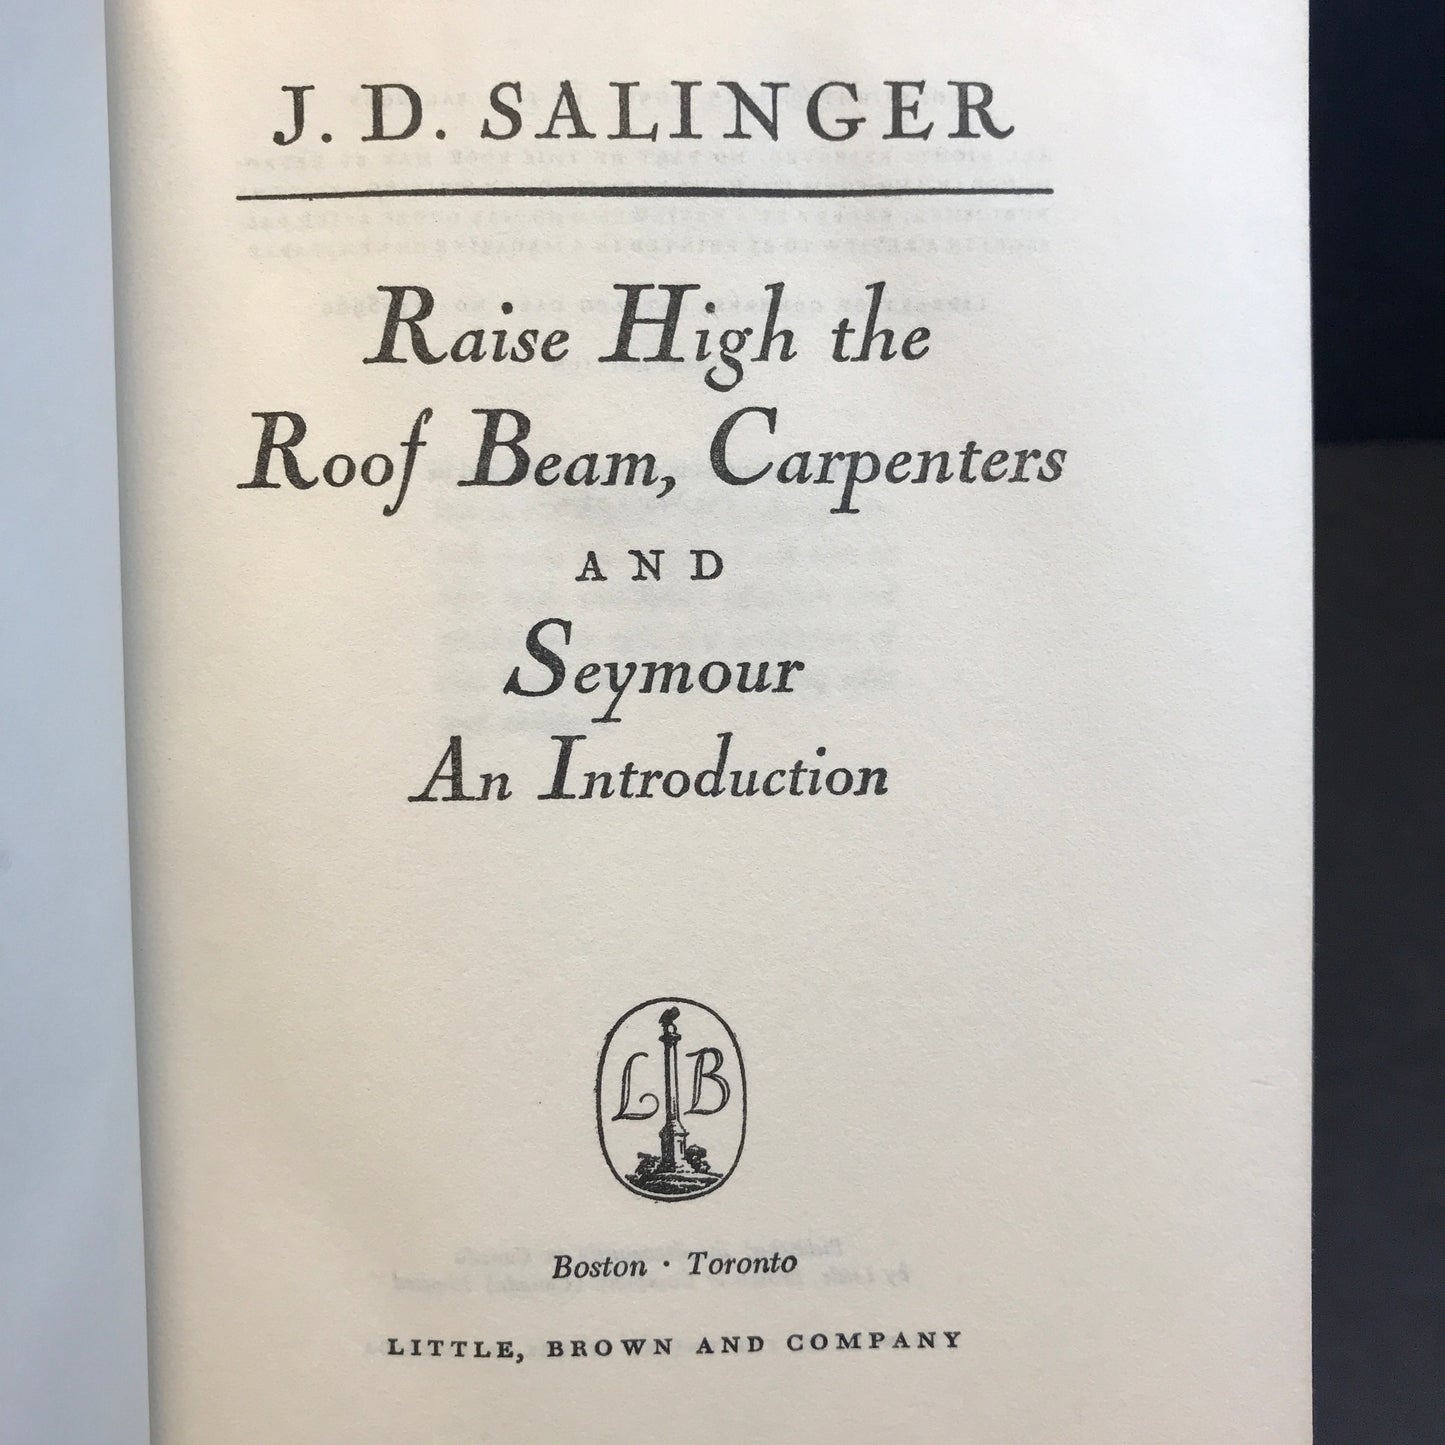 J. D. SALINGER
Raise High the
Roof Beam, Carpenters
AND
Seymour
An Introduction
L B
Boston · Toronto
LITTLE, BROWN AND COMPANY